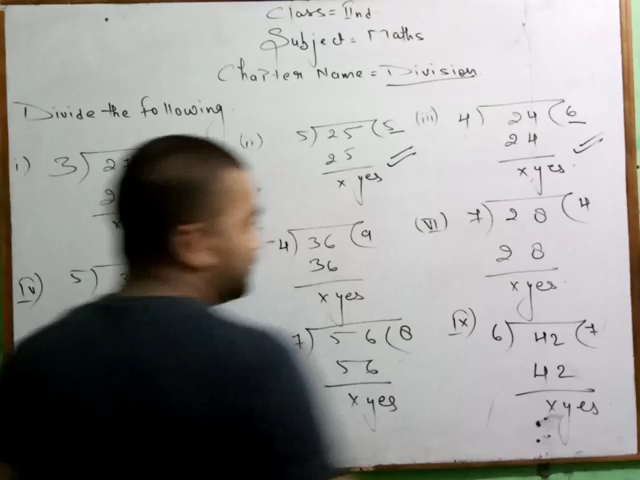 Class = IInd
Subject = Maths
Chapter Name = Division
Divide the following
i) 3) 2
2
x
(ii) 5) 25 (5
25
x yes
(iii) 4) 24 (6
24
x yes
(iv) 5)
4) 36 (9
36
x yes
(VI) 7) 28 (4
28
x yes
7) 56 (8
56
x yes
(ix) 6) 42 (7
42
x yes